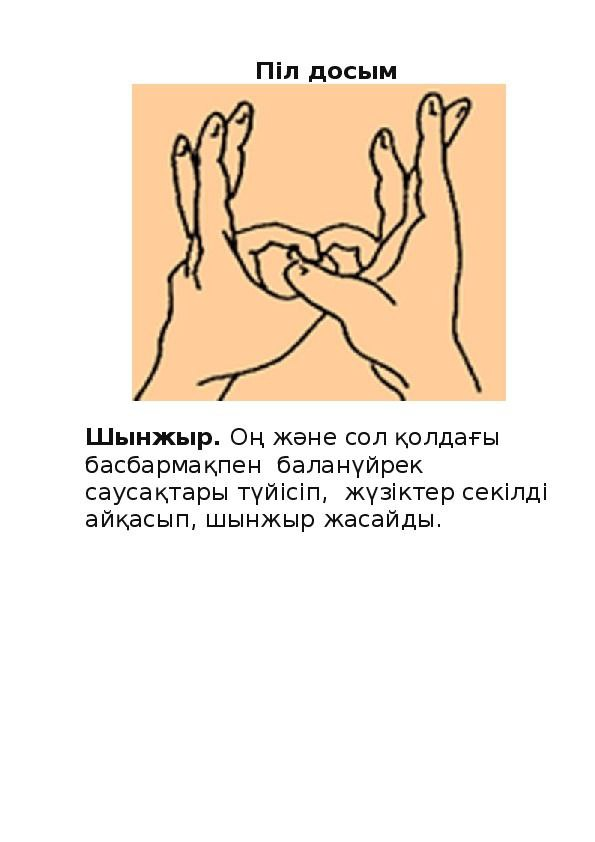 Піл досым
Шынжыр. Оң және сол қолдағы
басбармақпен баланүйрек
саусақтары түйісіп, жүзіктер секілді
айқасып, шынжыр жасайды.